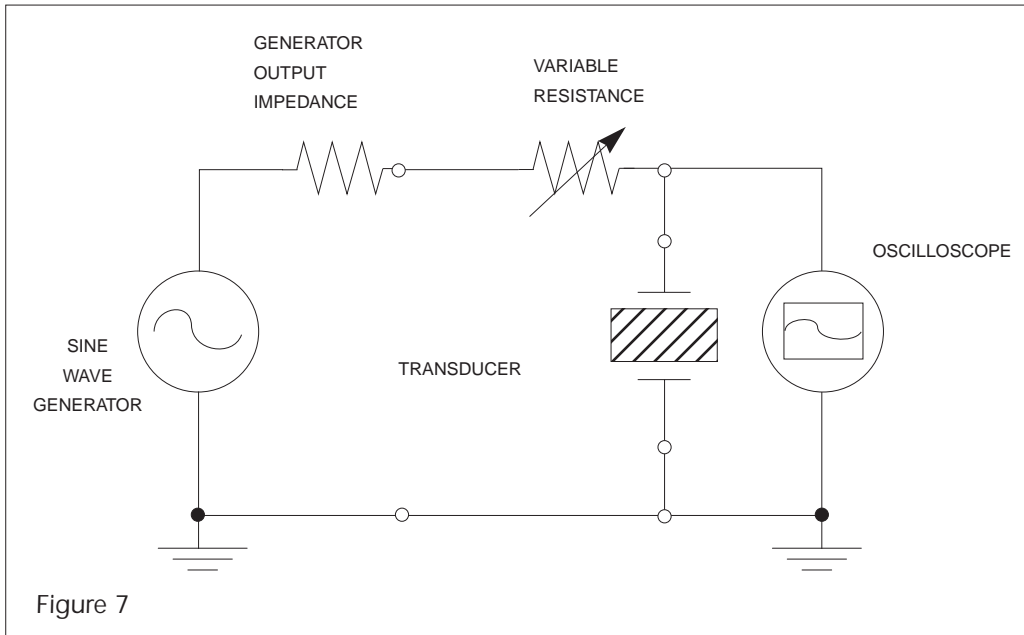 GENERATOR
OUTPUT
IMPEDANCE
VARIABLE
RESISTANCE
OSCILLOSCOPE
SINE
WAVE
GENERATOR
TRANSDUCER
Figure 7